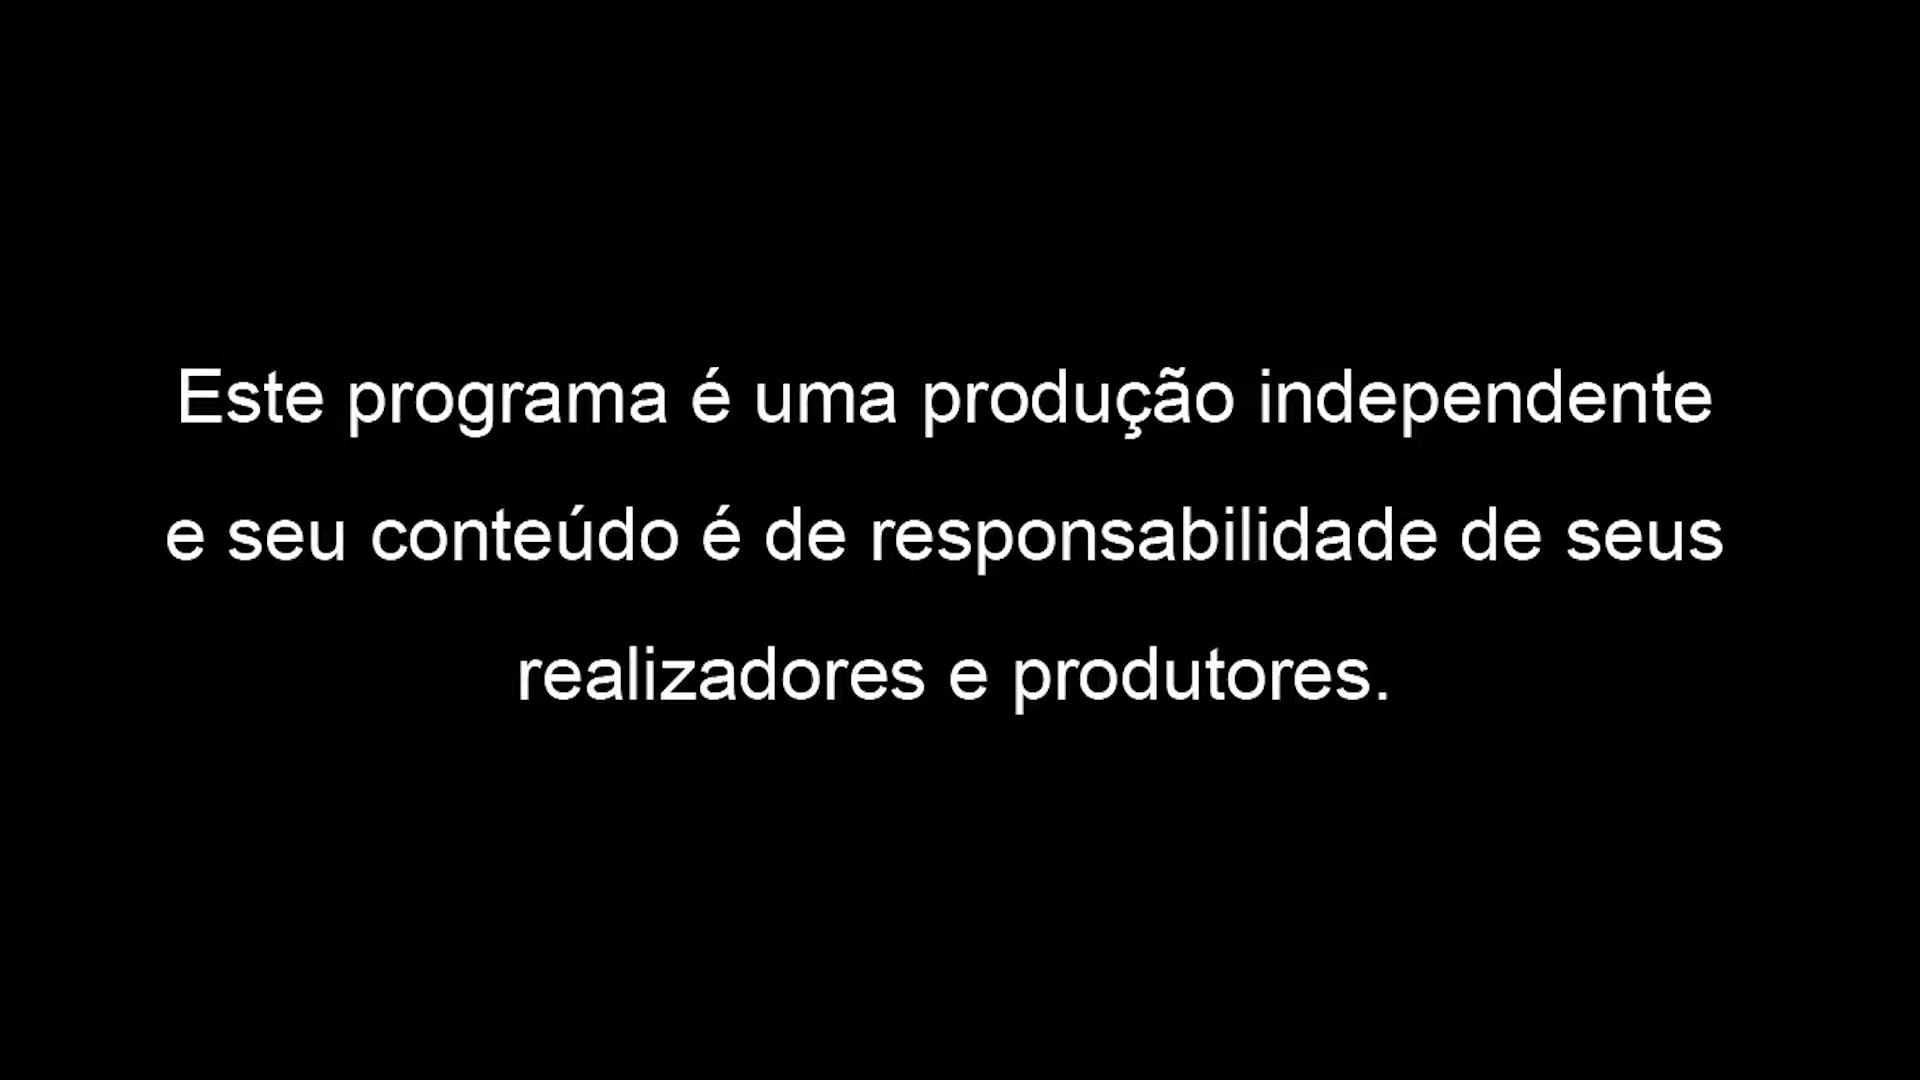 Este programa é uma produção independente
e seu conteúdo é de responsabilidade de seus
realizadores e produtores.